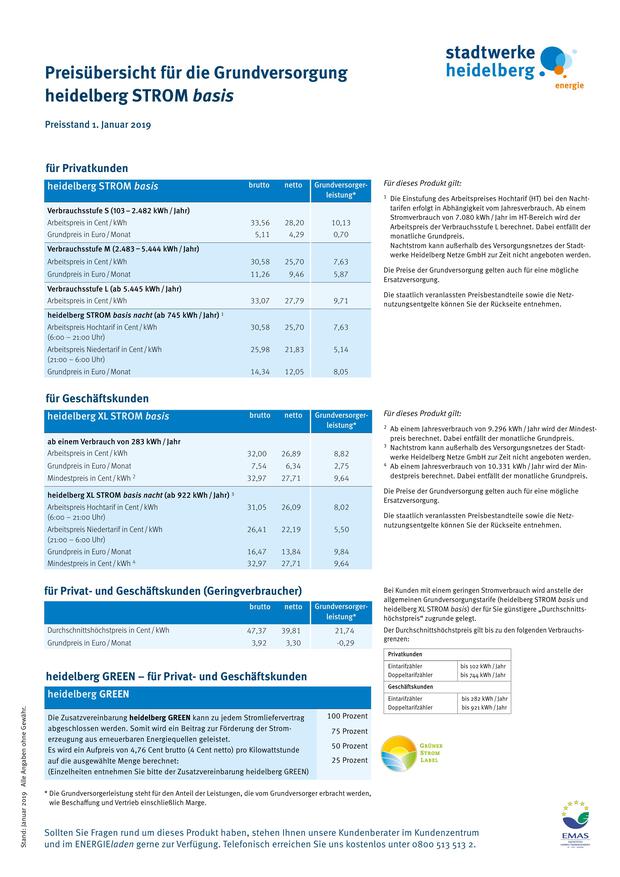 Preisübersicht für die Grundversorgung
heidelberg STROM basis
stadtwerke
heidelberg
energie
Preisstand 1. Januar 2019
für Privatkunden
heidelberg STROM basis brutto netto Grundversorger-
leistung*
Verbrauchsstufe S (103 – 2.482 kWh / Jahr)
Arbeitspreis in Cent / kWh 33,56 28,20 10,13
Grundpreis in Euro / Monat 5,11 4,29 0,70
Verbrauchsstufe M (2.483 – 5.444 kWh / Jahr)
Arbeitspreis in Cent / kWh 30,58 25,70 7,63
Grundpreis in Euro / Monat 11,26 9,46 5,87
Verbrauchsstufe L (ab 5.445 kWh / Jahr)
Arbeitspreis in Cent / kWh 33,07 27,79 9,71
heidelberg STROM basis nacht (ab 745 kWh / Jahr) 1
Arbeitspreis Hochtarif in Cent / kWh 30,58 25,70 7,63
(6:00 – 21:00 Uhr)
Arbeitspreis Niedertarif in Cent / kWh 25,98 21,83 5,14
(21:00 – 6:00 Uhr)
Grundpreis in Euro / Monat 14,34 12,05 8,05
Für dieses Produkt gilt:
1 Die Einstufung des Arbeitspreises Hochtarif (HT) bei den Nacht-
tarifen erfolgt in Abhängigkeit vom Jahresverbrauch. Ab einem
Stromverbrauch von 7.080 kWh / Jahr im HT-Bereich wird der
Arbeitspreis der Verbrauchsstufe L berechnet. Dabei entfällt der
monatliche Grundpreis.
Nachtstrom kann außerhalb des Versorgungsnetzes der Stadt-
werke Heidelberg Netze GmbH zur Zeit nicht angeboten werden.
Die Preise der Grundversorgung gelten auch für eine mögliche
Ersatzversorgung.
Die staatlich veranlassten Preisbestandteile sowie die Netz-
nutzungsentgelte können Sie der Rückseite entnehmen.
für Geschäftskunden
heidelberg XL STROM basis brutto netto Grundversorger-
leistung*
ab einem Verbrauch von 283 kWh / Jahr
Arbeitspreis in Cent / kWh 32,00 26,89 8,82
Grundpreis in Euro / Monat 7,54 6,34 2,75
Mindestpreis in Cent / kWh 2 32,97 27,71 9,64
heidelberg XL STROM basis nacht (ab 922 kWh / Jahr) 3
Arbeitspreis Hochtarif in Cent / kWh 31,05 26,09 8,02
(6:00 – 21:00 Uhr)
Arbeitspreis Niedertarif in Cent / kWh 26,41 22,19 5,50
(21:00 – 6:00 Uhr)
Grundpreis in Euro / Monat 16,47 13,84 9,84
Mindestpreis in Cent / kWh 4 32,97 27,71 9,64
Für dieses Produkt gilt:
2 Ab einem Jahresverbrauch von 9.296 kWh / Jahr wird der Mindest-
preis berechnet. Dabei entfällt der monatliche Grundpreis.
3 Nachtstrom kann außerhalb des Versorgungsnetzes der Stadt-
werke Heidelberg Netze GmbH zur Zeit nicht angeboten werden.
4 Ab einem Jahresverbrauch von 10.331 kWh / Jahr wird der Min-
destpreis berechnet. Dabei entfällt der monatliche Grundpreis.
Die Preise der Grundversorgung gelten auch für eine mögliche
Ersatzversorgung.
Die staatlich veranlassten Preisbestandteile sowie die Netz-
nutzungsentgelte können Sie der Rückseite entnehmen.
für Privat- und Geschäftskunden (Geringverbraucher)
brutto netto Grundversorger-
leistung*
Durchschnittshöchstpreis in Cent / kWh 47,37 39,81 21,74
Grundpreis in Euro / Monat 3,92 3,30 -0,29
Bei Kunden mit einem geringen Stromverbrauch wird anstelle der
allgemeinen Grundversorgungstarife (heidelberg STROM basis und
heidelberg XL STROM basis) der für Sie günstigere „Durchschnitts-
höchstpreis“ zugrunde gelegt.
Der Durchschnittshöchstpreis gilt bis zu den folgenden Verbrauchs-
grenzen:
Privatkunden
Eintarifzähler bis 102 kWh / Jahr
Doppeltarifzähler bis 744 kWh / Jahr
Geschäftskunden
Eintarifzähler bis 282 kWh / Jahr
Doppeltarifzähler bis 921 kWh / Jahr
heidelberg GREEN – für Privat- und Geschäftskunden
heidelberg GREEN
Die Zusatzvereinbarung heidelberg GREEN kann zu jedem Stromliefervertrag
abgeschlossen werden. Somit wird ein Beitrag zur Förderung der Strom-
erzeugung aus erneuerbaren Energiequellen geleistet.
Es wird ein Aufpreis von 4,76 Cent brutto (4 Cent netto) pro Kilowattstunde
auf die ausgewählte Menge berechnet:
(Einzelheiten entnehmen Sie bitte der Zusatzvereinbarung heidelberg GREEN)
100 Prozent
75 Prozent
50 Prozent
25 Prozent
GRÜNER
STROM
LABEL
* Die Grundversorgerleistung steht für den Anteil der Leistungen, die vom Grundversorger erbracht werden,
wie Beschaffung und Vertrieb einschließlich Marge.
Sollten Sie Fragen rund um dieses Produkt haben, stehen Ihnen unsere Kundenberater im Kundenzentrum
und im ENERGIEladen gerne zur Verfügung. Telefonisch erreichen Sie uns kostenlos unter 0800 513 513 2.
EMAS
Stand: Januar 2019 Alle Angaben ohne Gewähr.